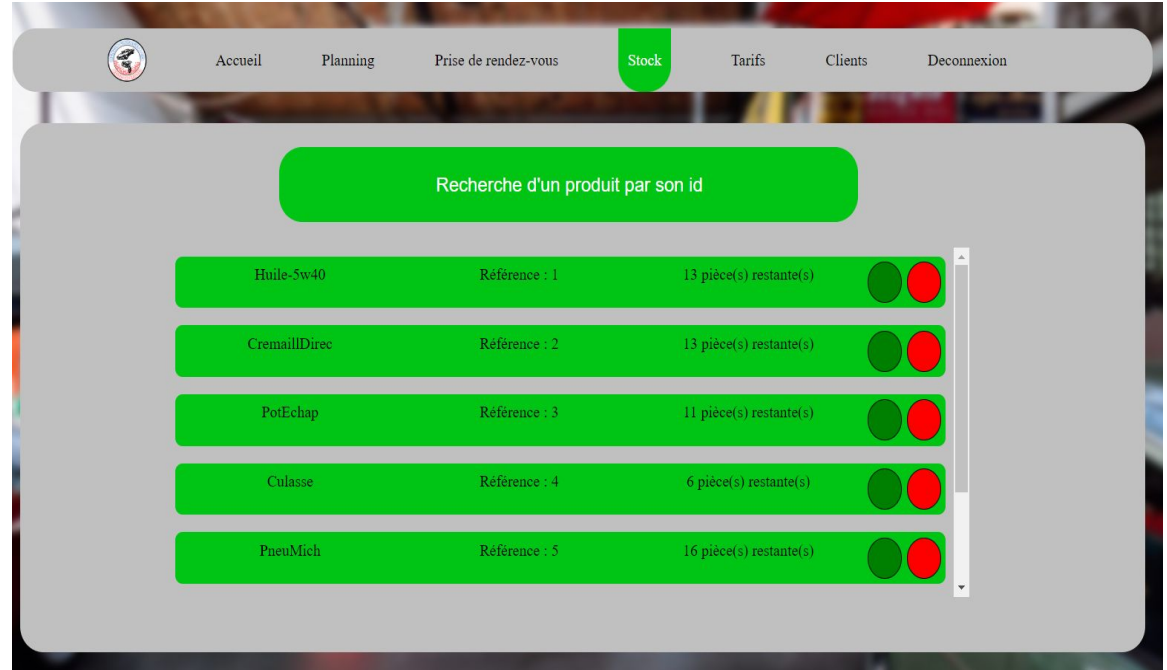 Accueil Planning Prise de rendez-vous Stock Tarifs Clients Deconnexion
Recherche d'un produit par son id
Huile-5w40 Référence : 1 13 pièce(s) restante(s)
CremaillDirec Référence : 2 13 pièce(s) restante(s)
PotEchap Référence : 3 11 pièce(s) restante(s)
Culasse Référence : 4 6 pièce(s) restante(s)
PneuMich Référence : 5 16 pièce(s) restante(s)